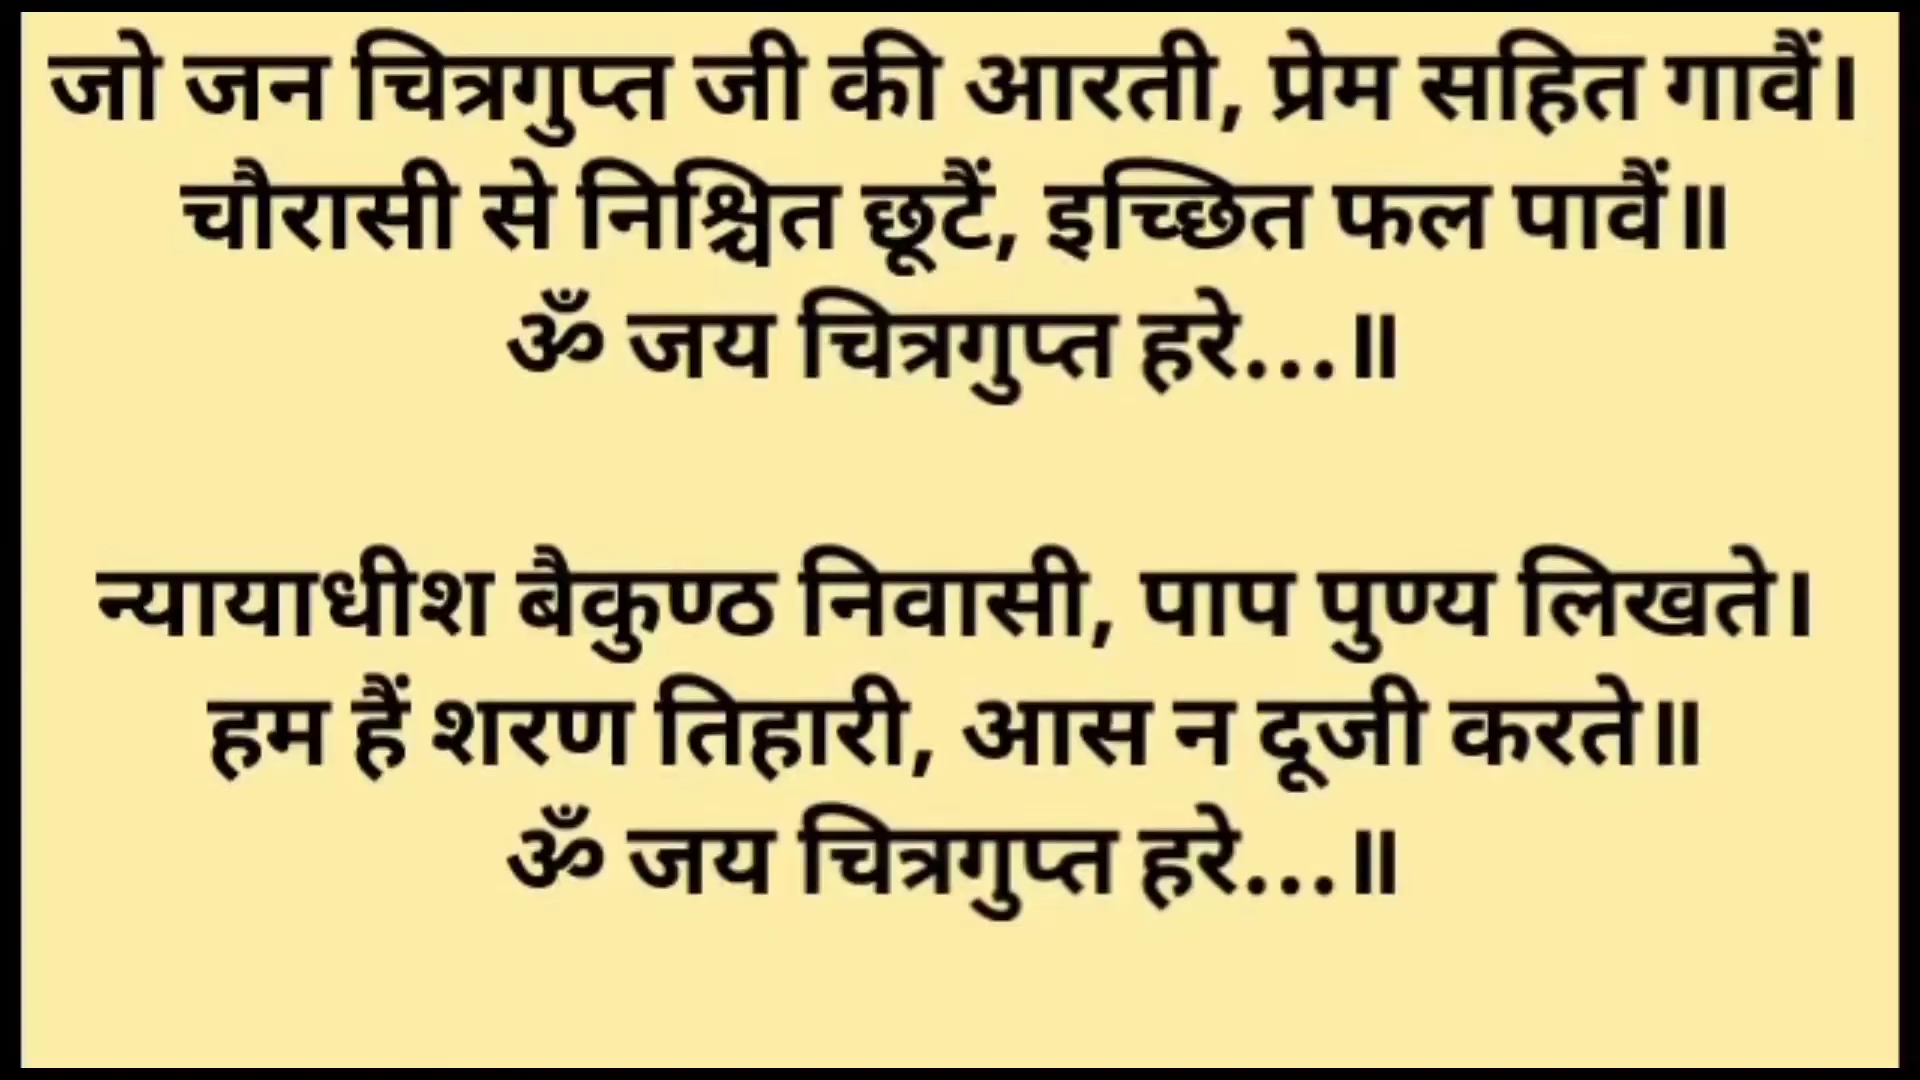 जो जन चित्रगुप्त जी की आरती, प्रेम सहित गावैं।
चौरासी से निश्चित छूटैं, इच्छित फल पावैं॥
ॐ जय चित्रगुप्त हरे...॥
न्यायाधीश बैकुण्ठ निवासी, पाप पुण्य लिखते।
हम हैं शरण तिहारी, आस न दूजी करते॥
ॐ जय चित्रगुप्त हरे...॥